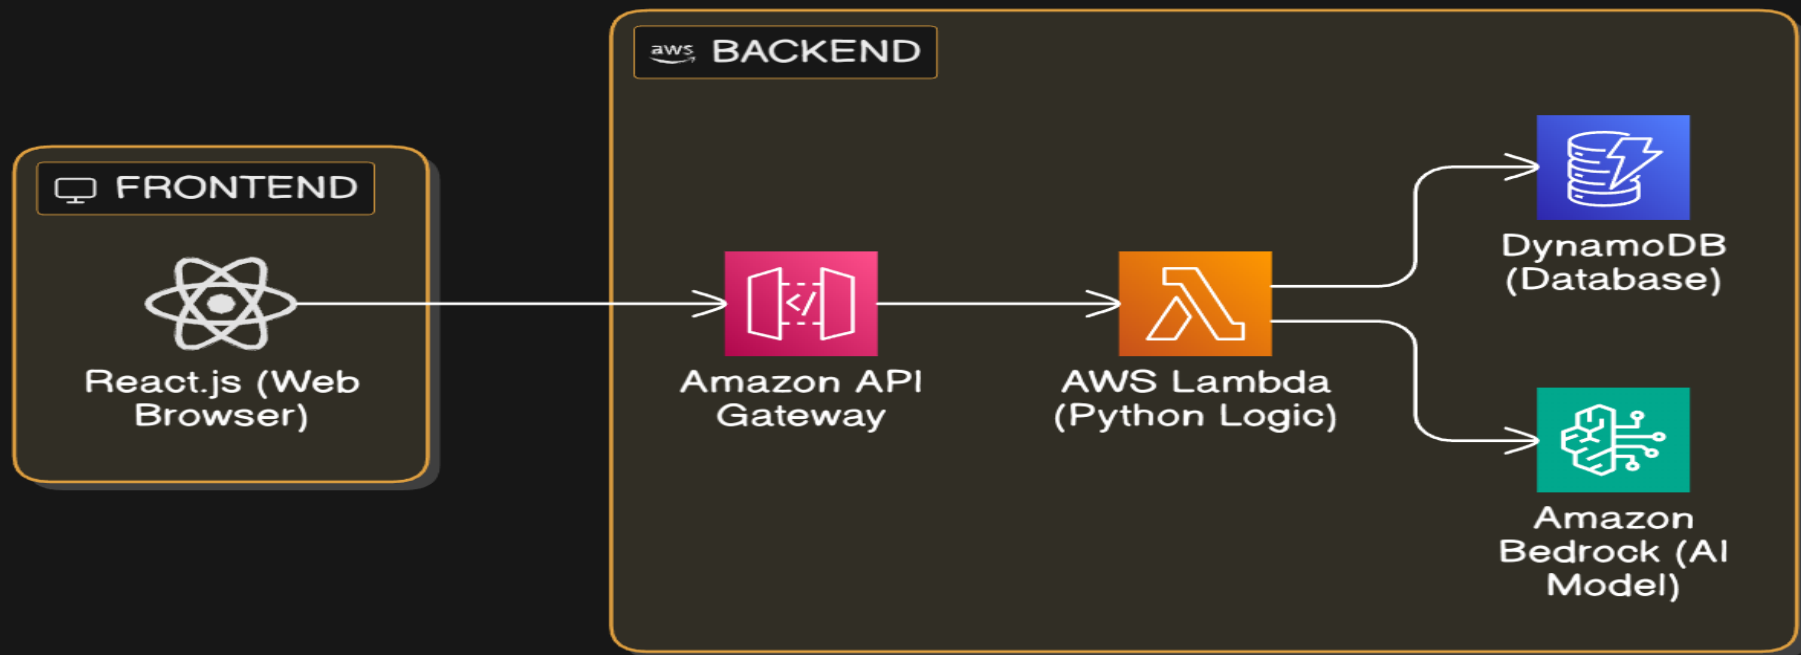 aws BACKEND
FRONTEND
React.js (Web
Browser)
</>
Amazon API
Gateway
AWS Lambda
(Python Logic)
DynamoDB
(Database)
Amazon
Bedrock (AI
Model)